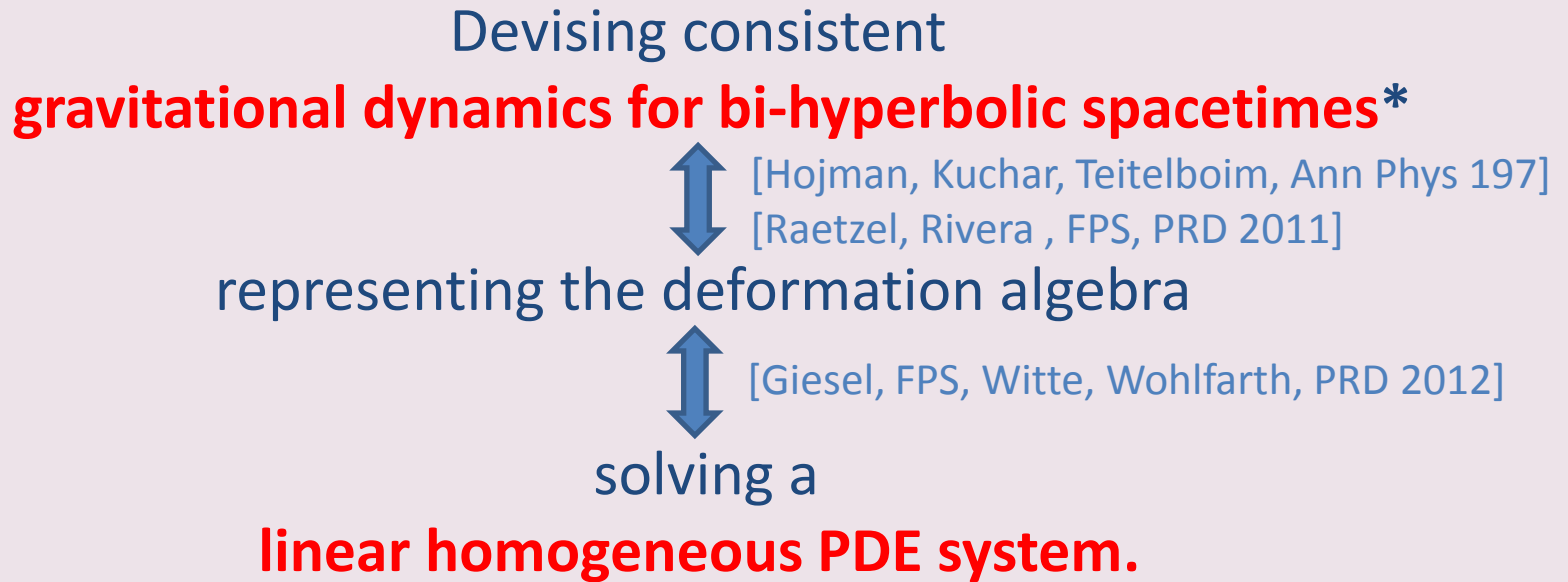 Devising consistent
gravitational dynamics for bi-hyperbolic spacetimes*
[Hojman, Kuchar, Teitelboim, Ann Phys 197]
[Raetzel, Rivera , FPS, PRD 2011]
representing the deformation algebra
[Giesel, FPS, Witte, Wohlfarth, PRD 2012]
solving a
linear homogeneous PDE system.